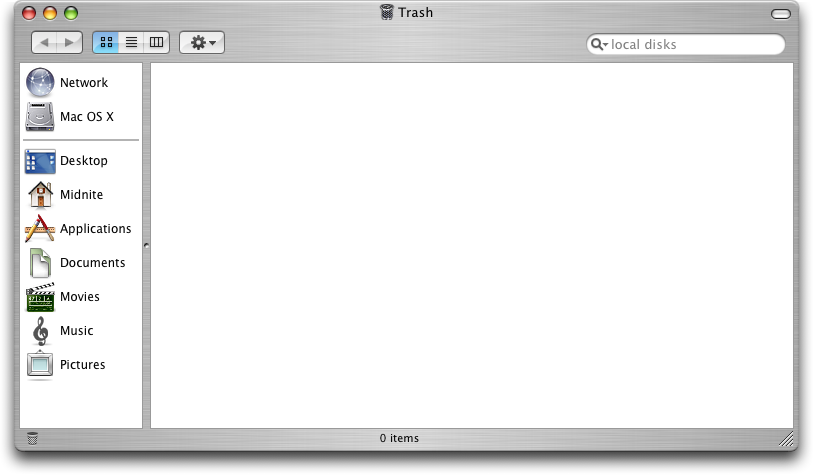 Trash
local disks
Network
Mac OS X
Desktop
Midnite
Applications
Documents
Movies
Music
Pictures
0 items